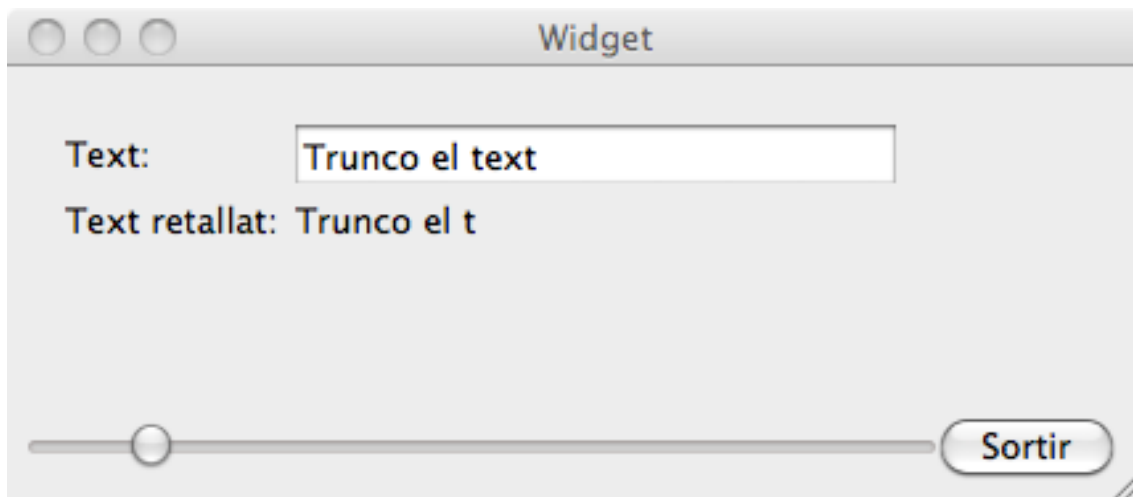 Widget
Text: Trunco el text
Text retallat: Trunco el t
Sortir